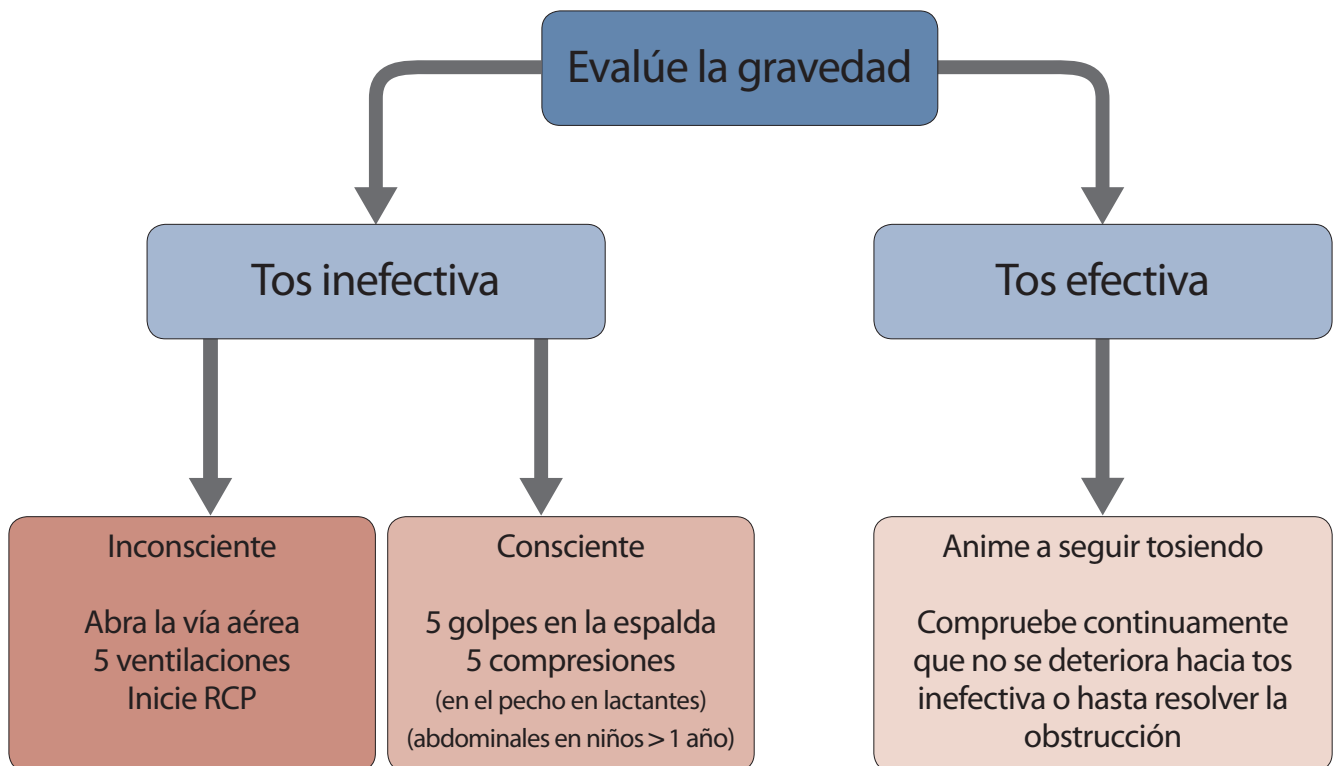 Evalúe la gravedad
Tos inefectiva
Tos efectiva
Inconsciente
Abra la vía aérea
5 ventilaciones
Inicie RCP
Consciente
5 golpes en la espalda
5 compresiones
(en el pecho en lactantes)
(abdominales en niños > 1 año)
Anime a seguir tosiendo
Compruebe continuamente
que no se deteriora hacia tos
inefectiva o hasta resolver la
obstrucción